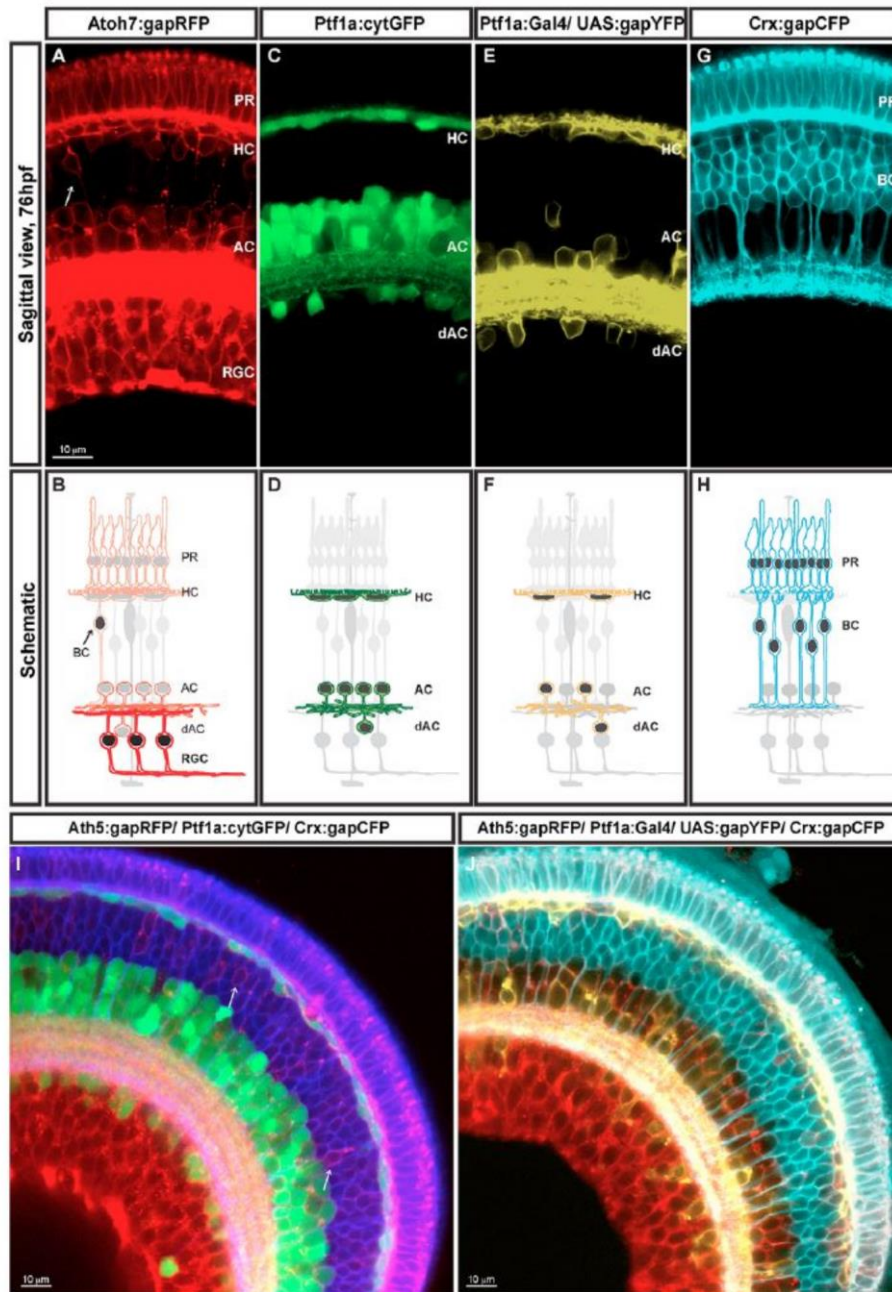 Atoh7:gapRFP
Ptf1a:cytGFP
Ptf1a:Gal4/ UAS:gapYFP
Crx:gapCFP
Sagittal view, 76hpf
A
PR
HC
AC
RGC
10 μm
C
HC
AC
dAC
E
HC
AC
dAC
G
PR
BC
Schematic
B
PR
HC
BC
AC
dAC
RGC
D
HC
AC
dAC
F
HC
AC
dAC
H
PR
BC
Ath5:gapRFP/ Ptf1a:cytGFP/ Crx:gapCFP
Ath5:gapRFP/ Ptf1a:Gal4/ UAS:gapYFP/ Crx:gapCFP
I
10 μm
J
10 μm